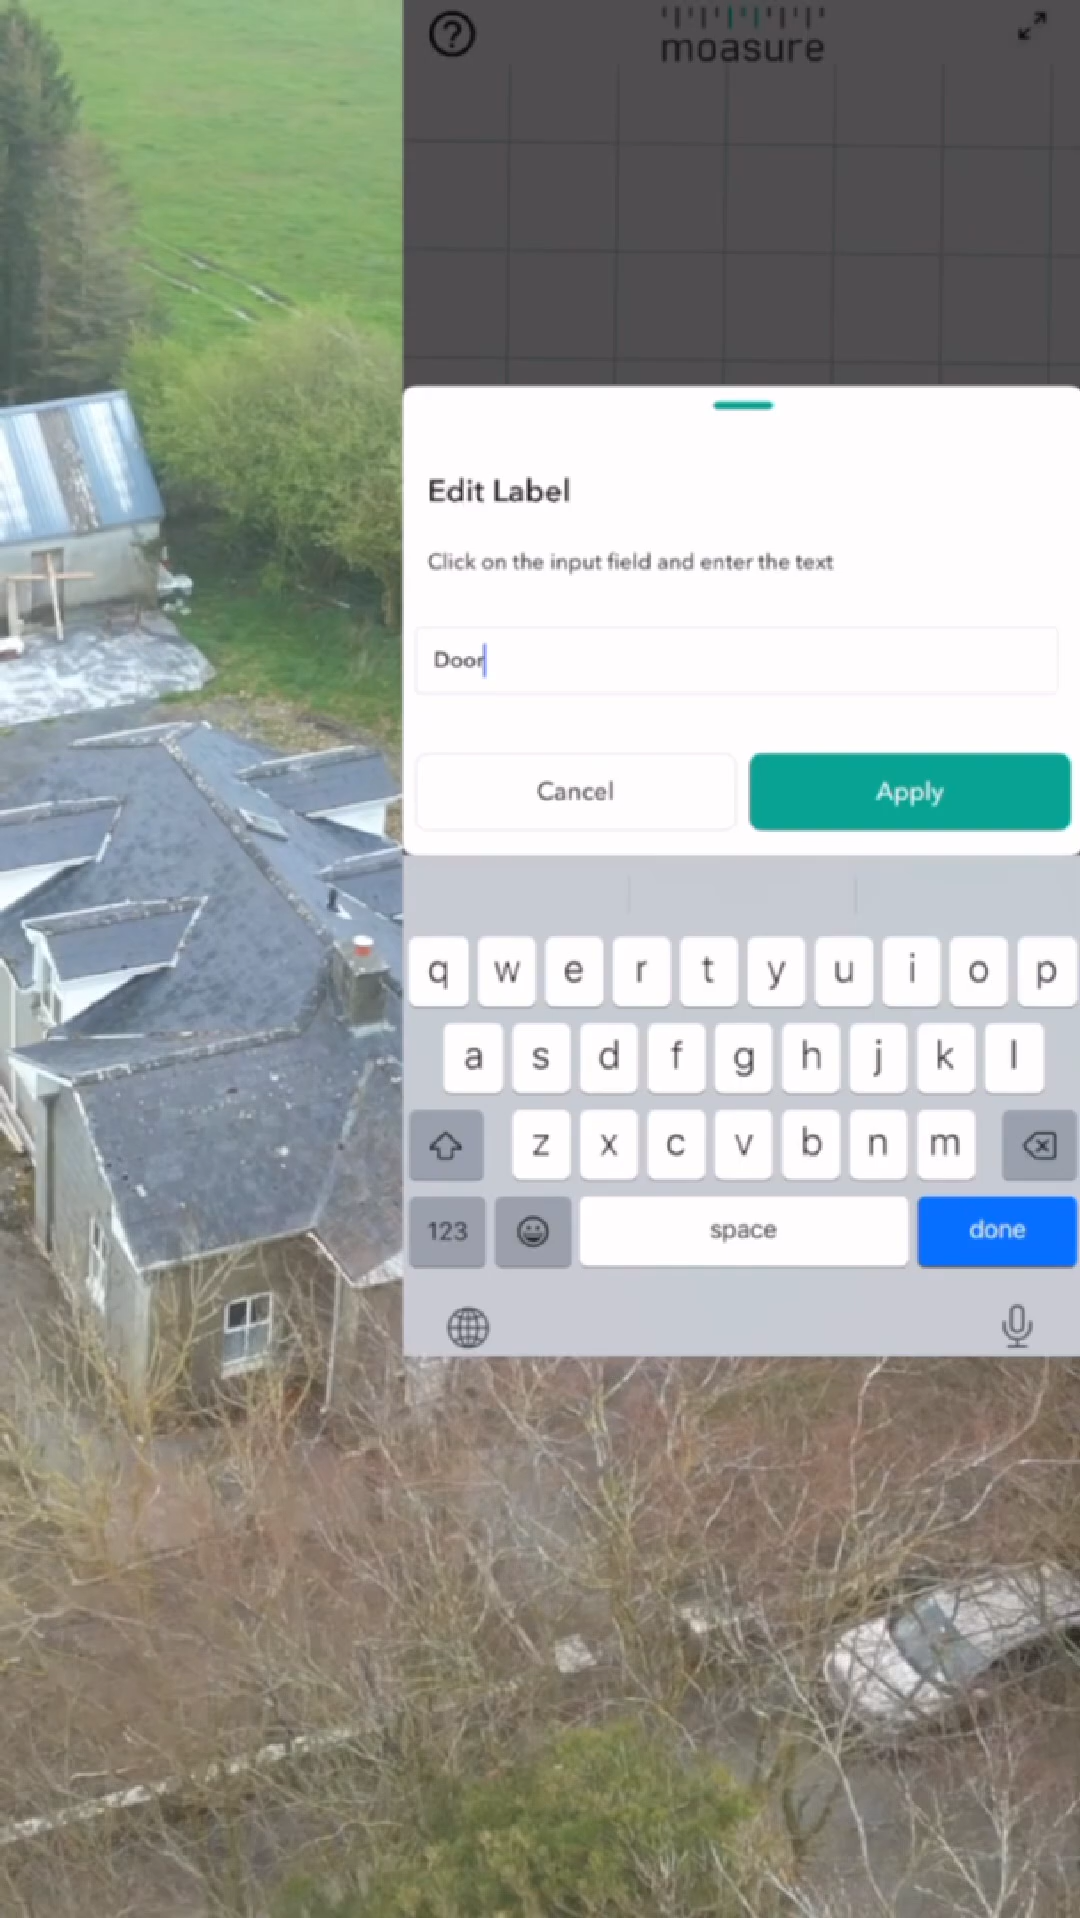 ?
moasure
Edit Label
Click on the input field and enter the text
Door
Cancel
Apply
q w e r t y u i o p
a s d f g h j k l
z x c v b n m
123
space
done